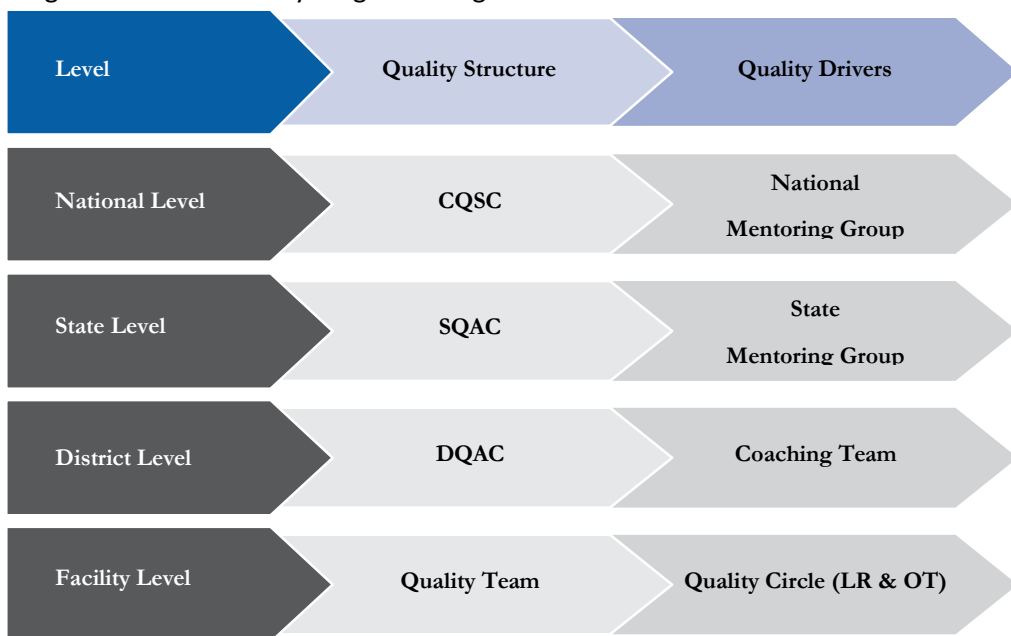 Level
Quality Structure
Quality Drivers
National Level
CQSC
National
Mentoring Group
State Level
SQAC
State
Mentoring Group
District Level
DQAC
Coaching Team
Facility Level
Quality Team
Quality Circle (LR & OT)